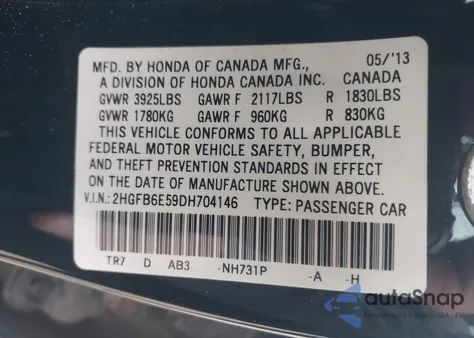 MFD. BY HONDA OF CANADA MFG., 05/'13
A DIVISION OF HONDA CANADA INC. CANADA
GVWR 3925LBS GAWR F 2117LBS R 1830LBS
GVWR 1780KG GAWR F 960KG R 830KG
THIS VEHICLE CONFORMS TO ALL APPLICABLE
FEDERAL MOTOR VEHICLE SAFETY, BUMPER,
AND THEFT PREVENTION STANDARDS IN EFFECT
ON THE DATE OF MANUFACTURE SHOWN ABOVE.
V.I.N.: 2HGFB6E59DH704146 TYPE: PASSENGER CAR
TR7 D AB3 -NH731P -A -H
autoSnap